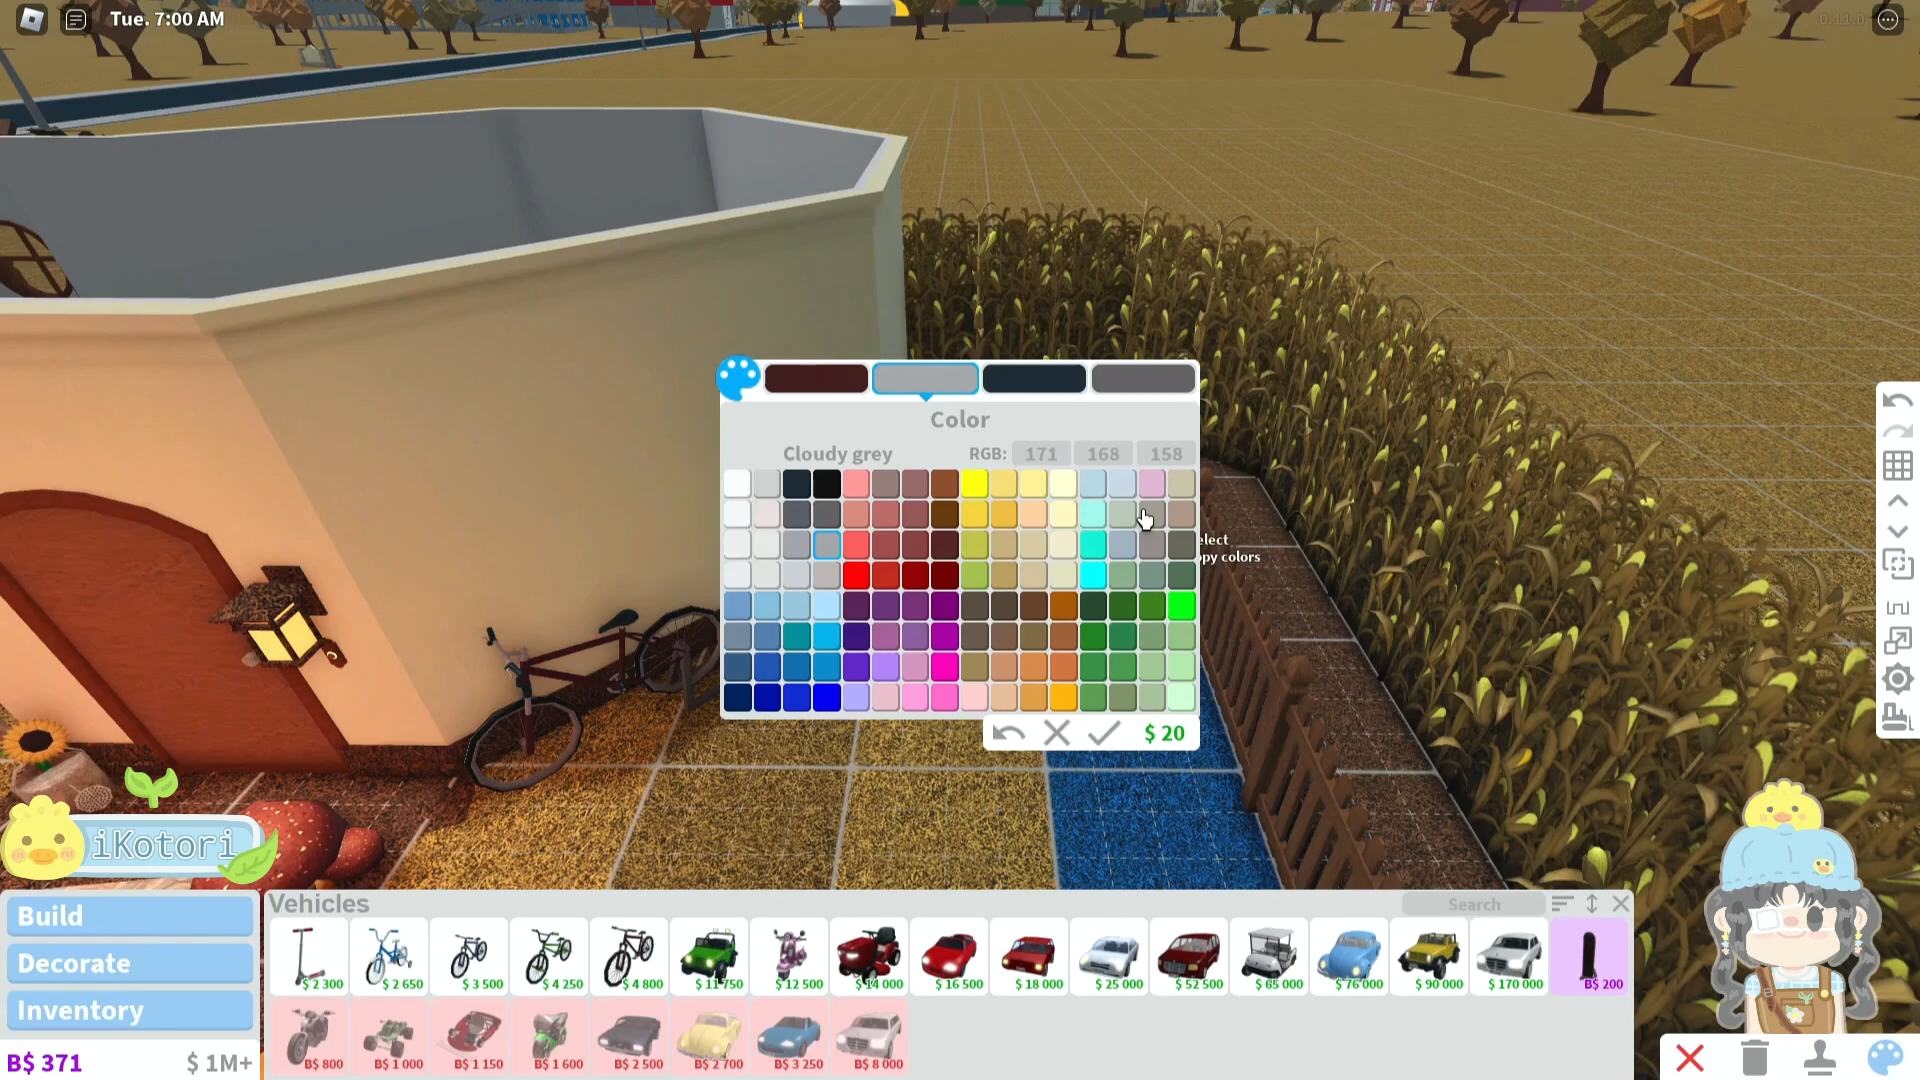 Tue. 7:00 AM
Color
Cloudy grey RGB: 171 168 158
elect
py colors
$ 20
iKotori
Build
Decorate
Inventory
B$ 371 $ 1M+
Vehicles Search
$ 2 300 $ 2 650 $ 3 500 $ 4 250 $ 4 800 $ 11 750 $ 12 500 $ 14 000 $ 16 500 $ 18 000 $ 25 000 $ 52 500 $ 65 000 $ 76 000 $ 90 000 $ 170 000 B$ 200
B$ 800 B$ 1 000 B$ 1 150 B$ 1 600 B$ 2 500 B$ 2 700 B$ 3 250 B$ 8 000